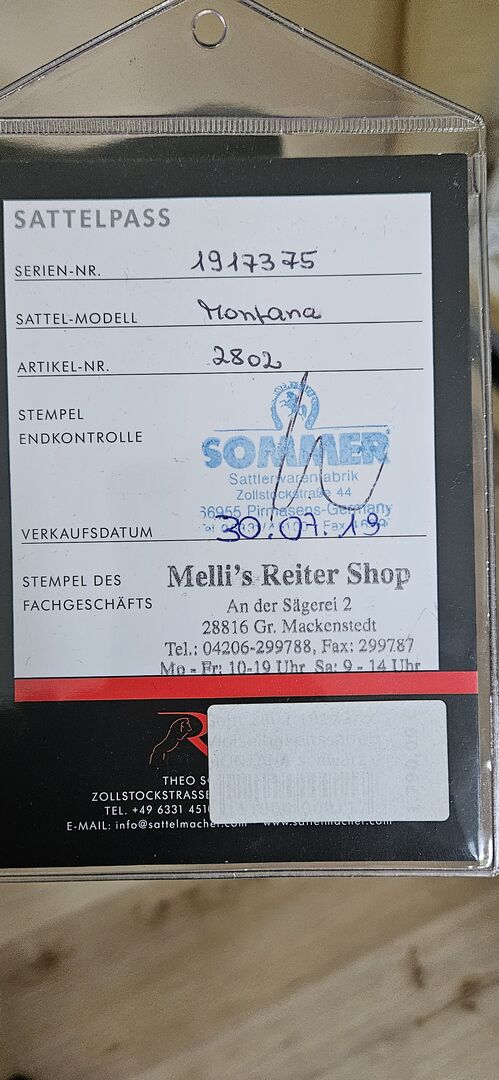 SATTELPASS
SERIEN-NR. 1917375
SATTEL-MODELL Montana
ARTIKEL-NR. 2802
STEMPEL
ENDKONTROLLE
SOMMER
Sattlerwarenfabrik
Zollstockstraße 44
66955 Pirmasens-Germany
Fax
VERKAUFSDATUM 30.07.19
STEMPEL DES
FACHGESCHÄFTS
Melli's Reiter Shop
An der Sägerei 2
28816 Gr. Mackenstedt
Tel.: 04206-299788, Fax: 299787
Mo - Fr: 10-19 Uhr Sa: 9 - 14 Uhr
THEO
ZOLLSTOCKSTRASSE
TEL. +49 6331
E-MAIL: info@sattelmacher.com www.sattelmacher.com